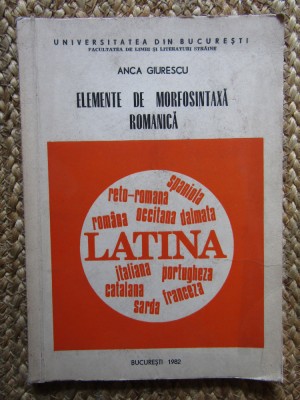 UNIVERSITATEA DIN BUCUREȘTI
FACULTATEA DE LIMBI ȘI LITERATURI STRĂINE
ANCA GIURESCU
ELEMENTE DE MORFOSINTAXĂ
ROMANICĂ
spaniola
reto-romana
româna occitana dalmata
LATINA
italiana portugheza
catalana franceza
sarda
BUCUREȘTI - 1982